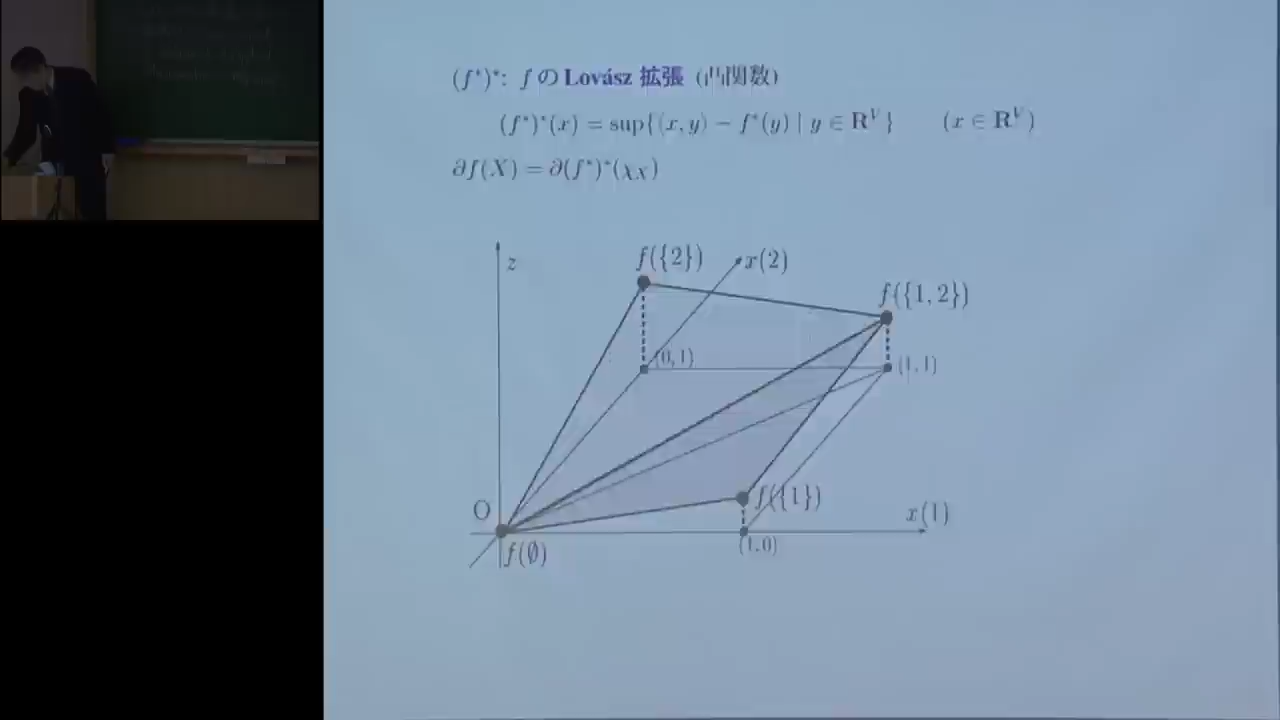 (f*)*: f の Lovász 拡張 (凸関数)
(f*)*(x) = sup{⟨x, y⟩ − f*(y) | y ∈ R^V} (x ∈ R^V)
∂f(X) = ∂(f*)*(χ_X)
z
f({2})
x(2)
f({1, 2})
(0, 1)
(1, 1)
O
f({1})
x(1)
f(∅)
(1, 0)